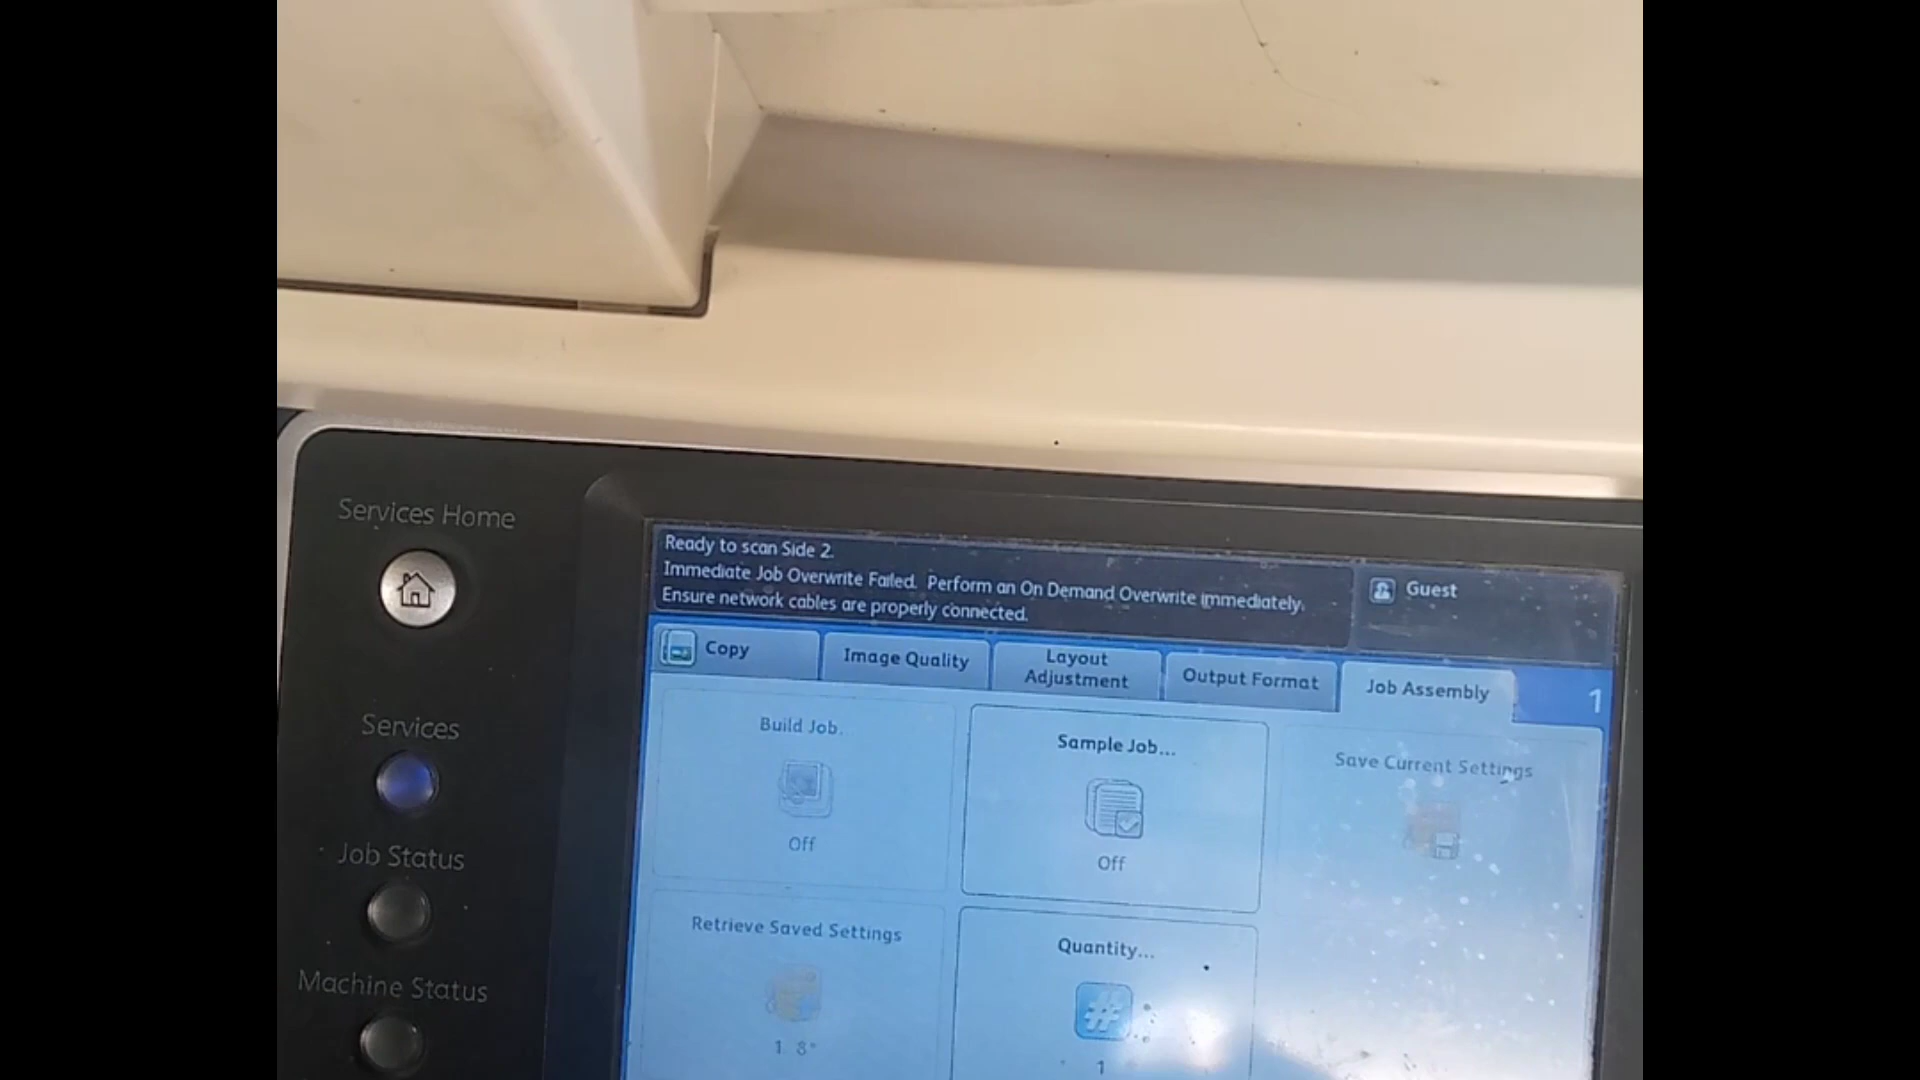 Services Home
Ready to scan Side 2.
Immediate Job Overwrite Failed. Perform an On Demand Overwrite Immediately.
Ensure network cables are properly connected.
Guest
Copy
Image Quality
Layout
Adjustment
Output Format
Job Assembly
1
Services
Build Job.
Off
Sample Job...
Off
Save Current Settings
Job Status
Retrieve Saved Settings
Quantity...
#
1
Machine Status